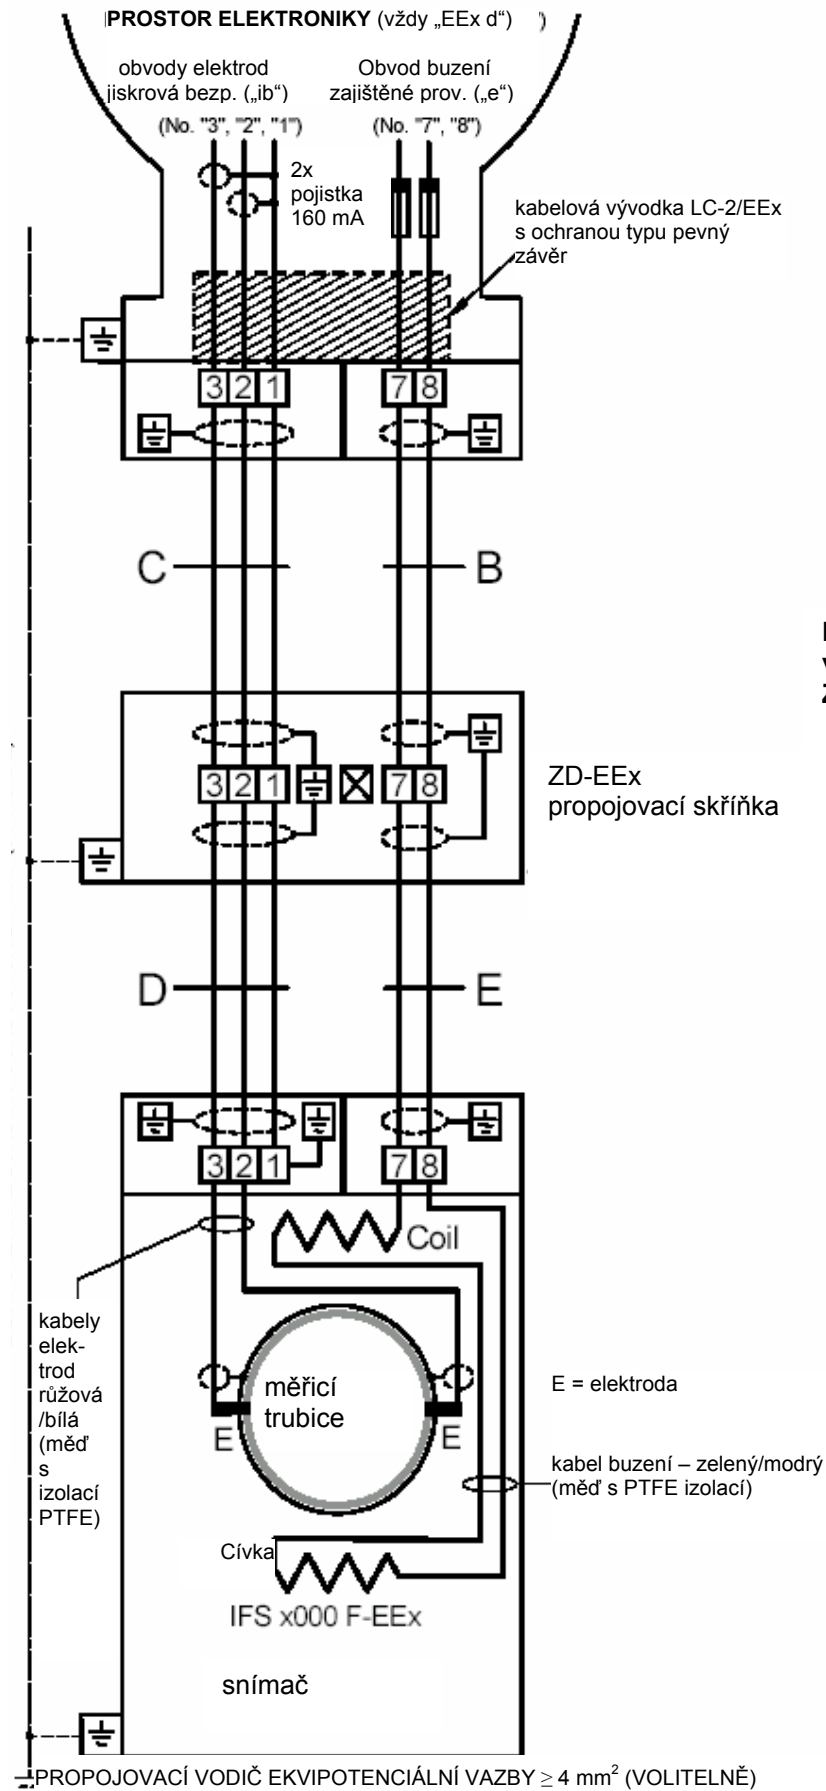 PROSTOR ELEKTRONIKY (vždy „EEx d“)
obvody elektrod
jiskrová bezp. („ib“)
Obvod buzení
zajištěné prov. („e“)
(No. "3", "2", "1")
(No. "7", "8")
2x
pojistka
160 mA
kabelová vývodka LC-2/EEx
s ochranou typu pevný
závěr
3 2 1
7 8
C
B
3 2 1
7 8
ZD-EEx
propojovací skříňka
D
E
3 2 1
7 8
Coil
kabely
elek-
trod
růžová
/bílá
(měď
s
izolací
PTFE)
měřicí
trubice
E
E
E = elektroda
kabel buzení – zelený/modrý
(měď s PTFE izolací)
Cívka
IFS x000 F-EEx
snímač
PROPOJOVACÍ VODIČ EKVIPOTENCIÁLNÍ VAZBY ≥ 4 mm² (VOLITELNĚ)